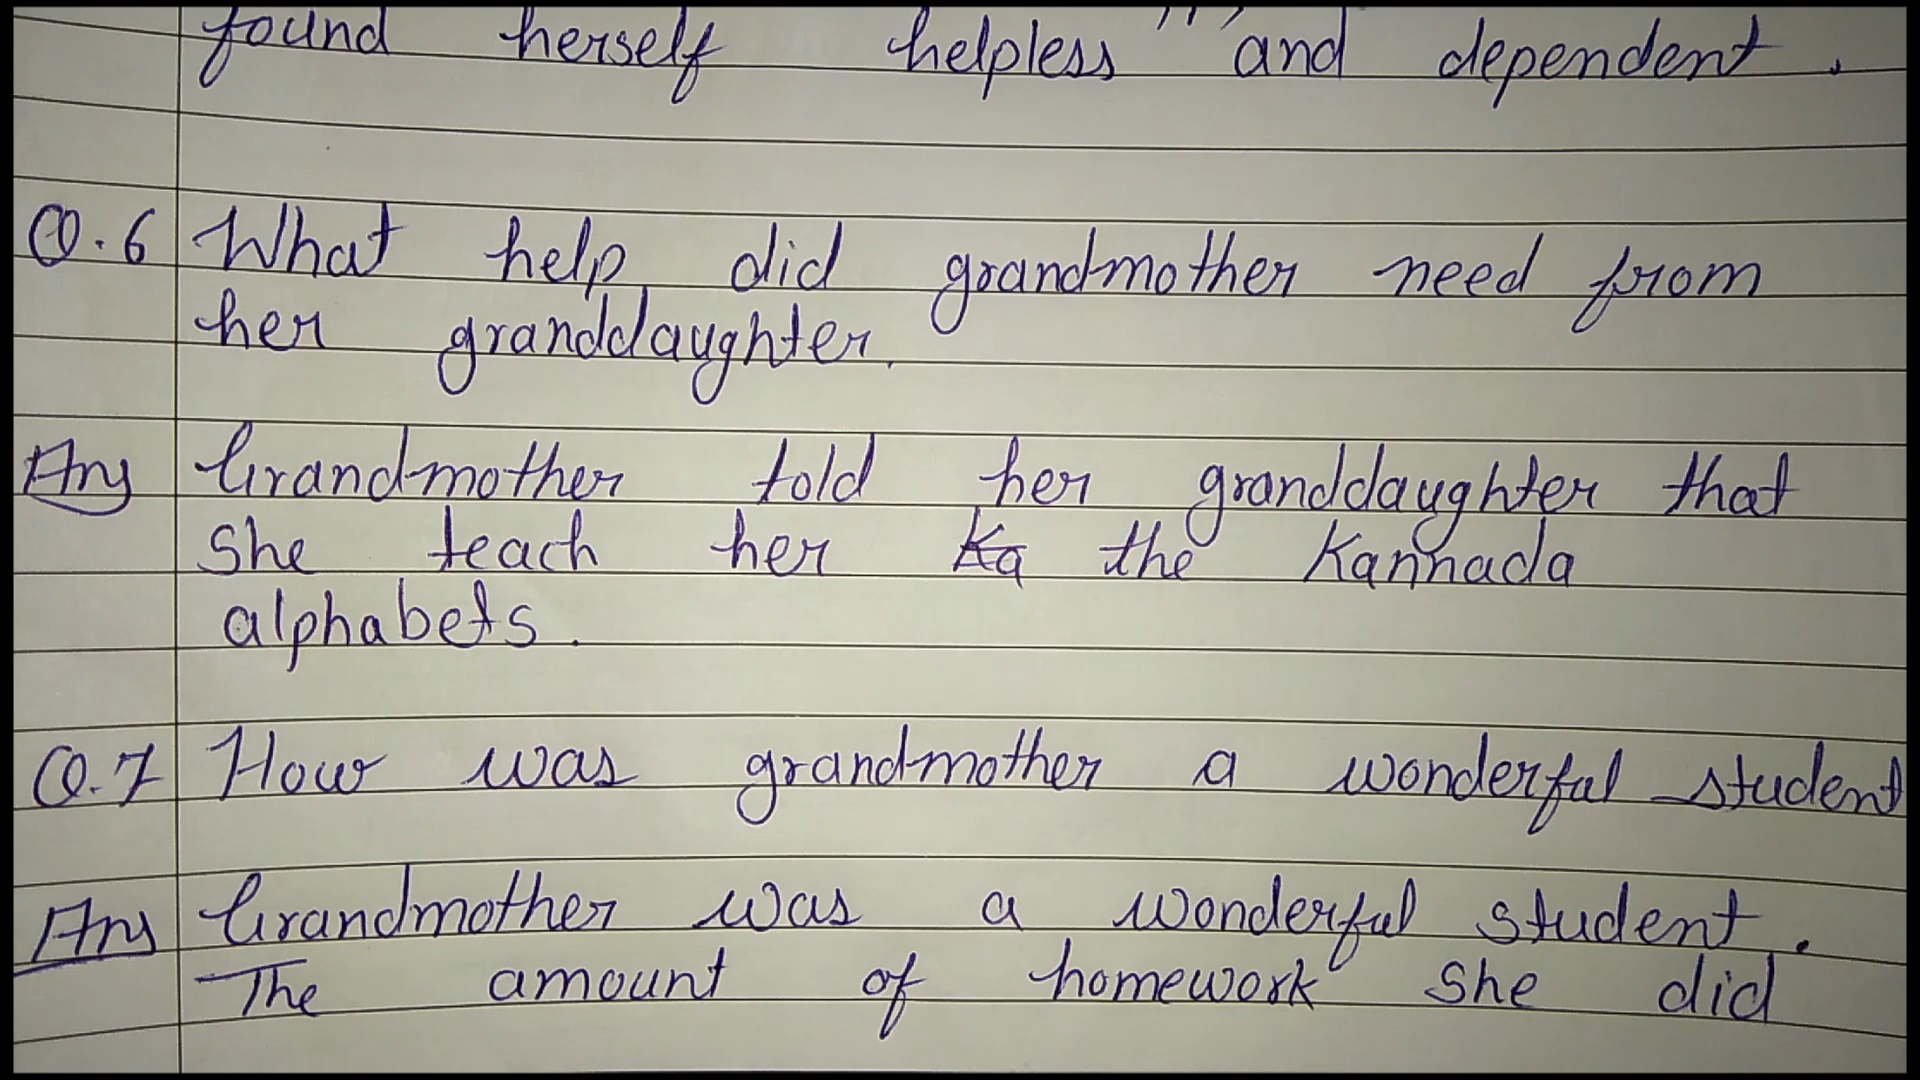 found herself helpless and dependent.
Q.6 What help did grandmother need from
her granddaughter.
Ans Grandmother told her granddaughter that
she teach her Ka the Kannada
alphabets.
Q.7 How was grandmother a wonderful student
Ans Grandmother was a wonderful student.
The amount of homework she did